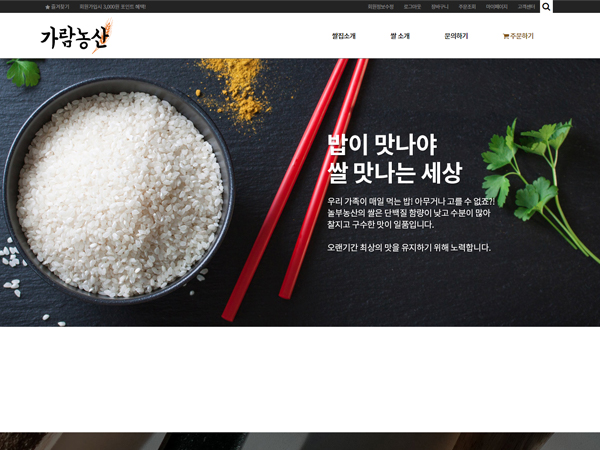 ★ 즐겨찾기 회원가입시 3,000원 포인트 혜택!
회원정보수정 로그아웃 장바구니 주문조회 마이페이지 고객센터
가람농산
쌀집소개 쌀 소개 문의하기 주문하기
밥이 맛나야
쌀 맛나는 세상
우리 가족이 매일 먹는 밥! 아무거나 고를 수 없죠?!
놀부농산의 쌀은 단백질 함량이 낮고 수분이 많아
찰지고 구수한 맛이 일품입니다.
오랜기간 최상의 맛을 유지하기 위해 노력합니다.